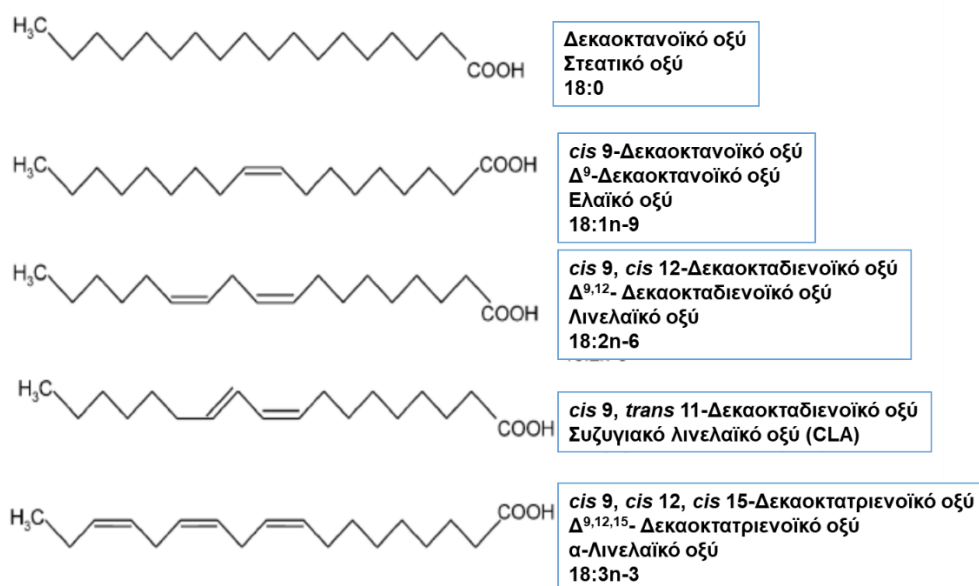 H₃C
COOH
Δεκαοκτανοϊκό οξύ
Στεατικό οξύ
18:0
H₃C
COOH
cis 9-Δεκαοκτανοϊκό οξύ
Δ⁹-Δεκαοκτανοϊκό οξύ
Ελαϊκό οξύ
18:1n-9
H₃C
COOH
cis 9, cis 12-Δεκαοκταδιενοϊκό οξύ
Δ⁹,¹²- Δεκαοκταδιενοϊκό οξύ
Λινελαϊκό οξύ
18:2n-6
H₃C
COOH
cis 9, trans 11-Δεκαοκταδιενοϊκό οξύ
Συζυγιακό λινελαϊκό οξύ (CLA)
H₃C
COOH
cis 9, cis 12, cis 15-Δεκαοκτατριενοϊκό οξύ
Δ⁹,¹²,¹⁵- Δεκαοκτατριενοϊκό οξύ
α-Λινελαϊκό οξύ
18:3n-3